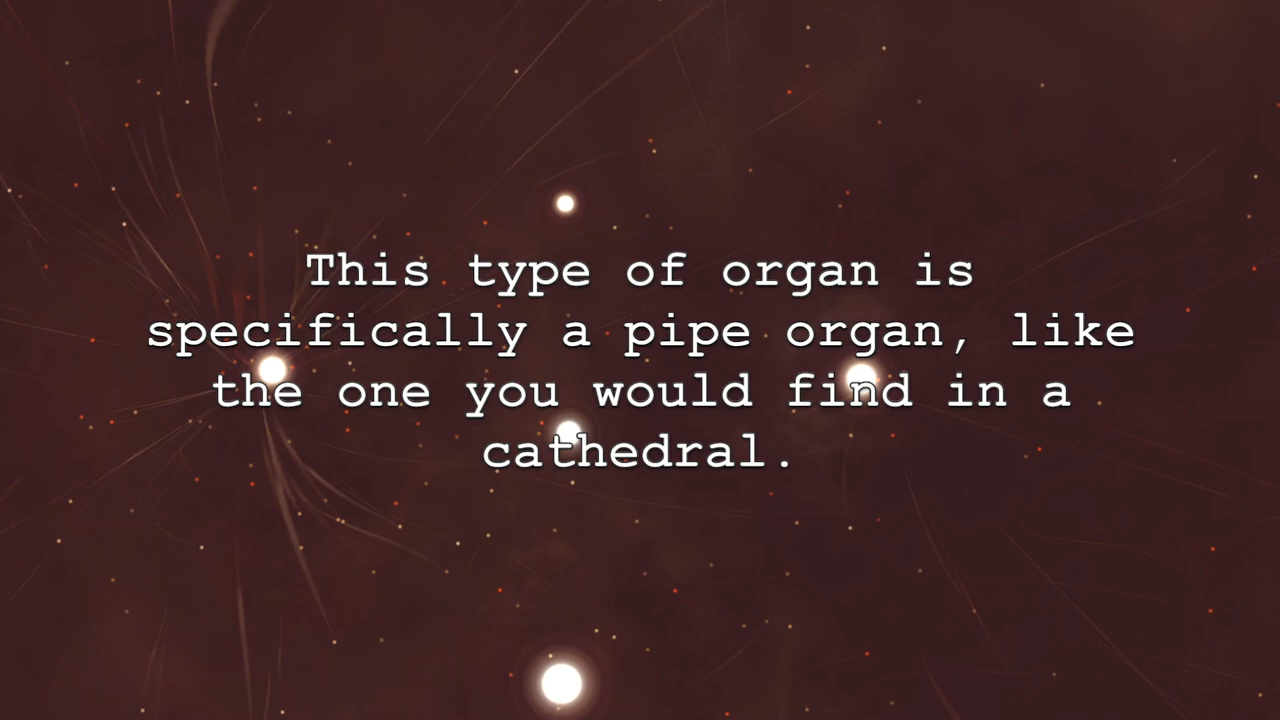 This type of organ is
specifically a pipe organ, like
the one you would find in a
cathedral.